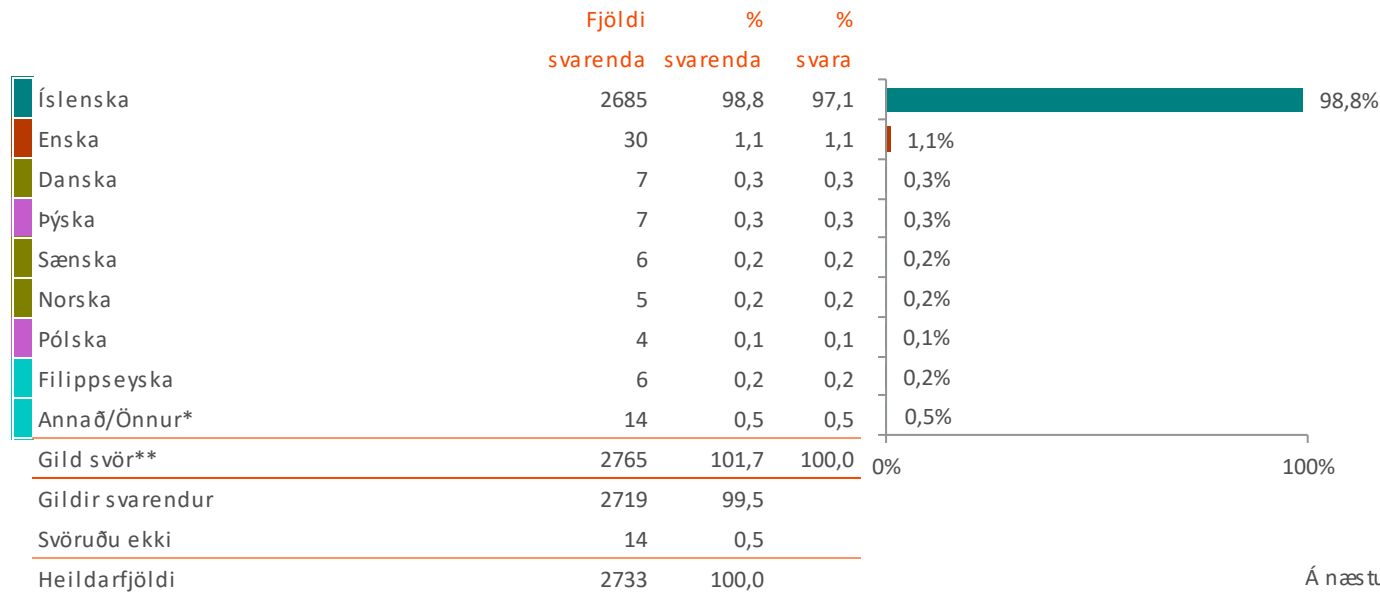 Fjöldi % %
svarenda svarenda svara
Íslenska 2685 98,8 97,1 98,8%
Enska 30 1,1 1,1 1,1%
Danska 7 0,3 0,3 0,3%
Þýska 7 0,3 0,3 0,3%
Sænska 6 0,2 0,2 0,2%
Norska 5 0,2 0,2 0,2%
Pólska 4 0,1 0,1 0,1%
Filippseyska 6 0,2 0,2 0,2%
Annað/Önnur* 14 0,5 0,5 0,5%
Gild svör** 2765 101,7 100,0 0% 100%
Gildir svarendur 2719 99,5
Svöruðu ekki 14 0,5
Heildarfjöldi 2733 100,0 Á næstu